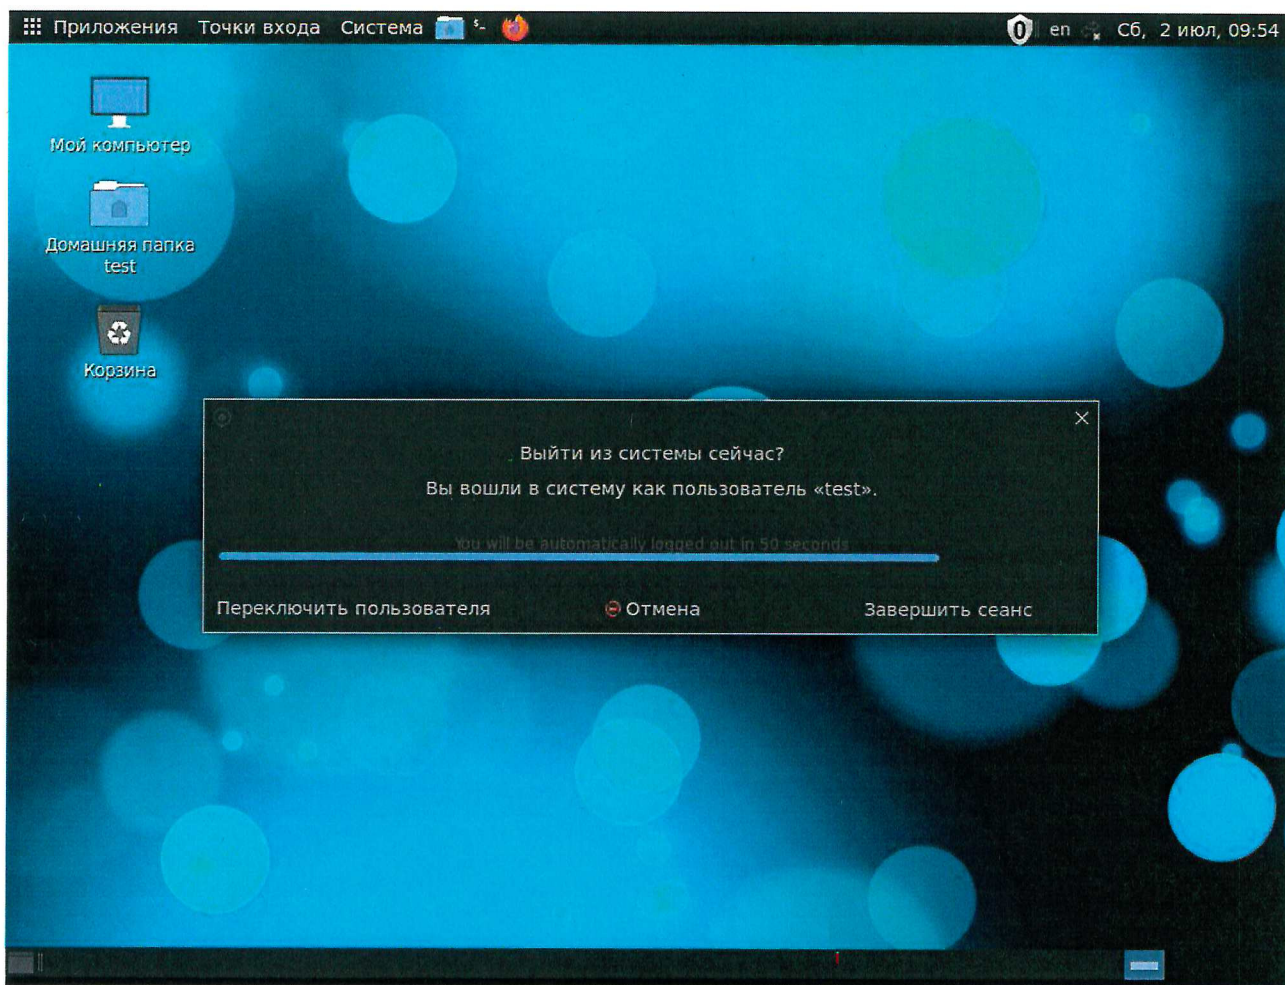 Приложения Точки входа Система $_ 0 en Сб, 2 июл, 09:54
Мой компьютер
Домашняя папка
test
Корзина
Выйти из системы сейчас?
Вы вошли в систему как пользователь «test».
You will be automatically logged out in 50 seconds
Переключить пользователя Отмена Завершить сеанс